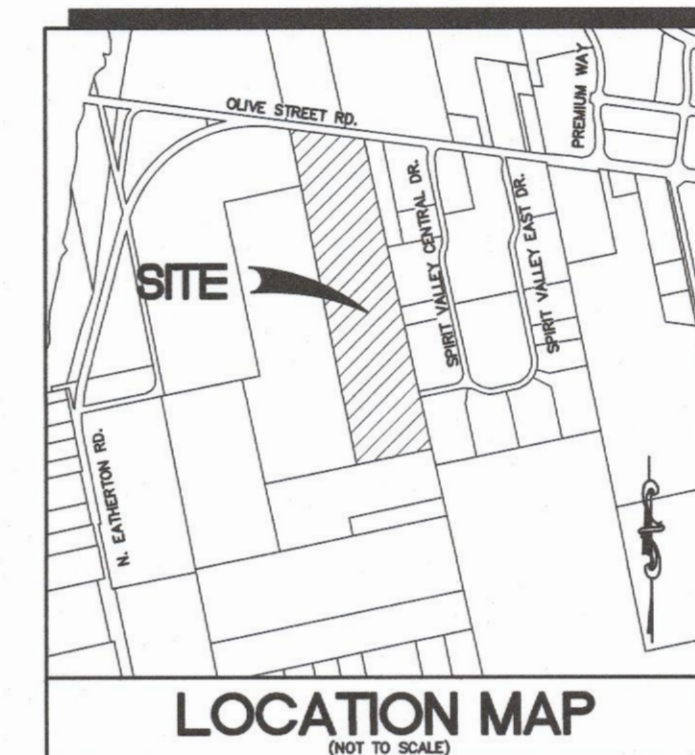 OLIVE STREET RD.
PREMIUM WAY
SPIRIT VALLEY CENTRAL DR.
SPIRIT VALLEY EAST DR.
SITE
N. EATHERTON RD.
LOCATION MAP
(NOT TO SCALE)